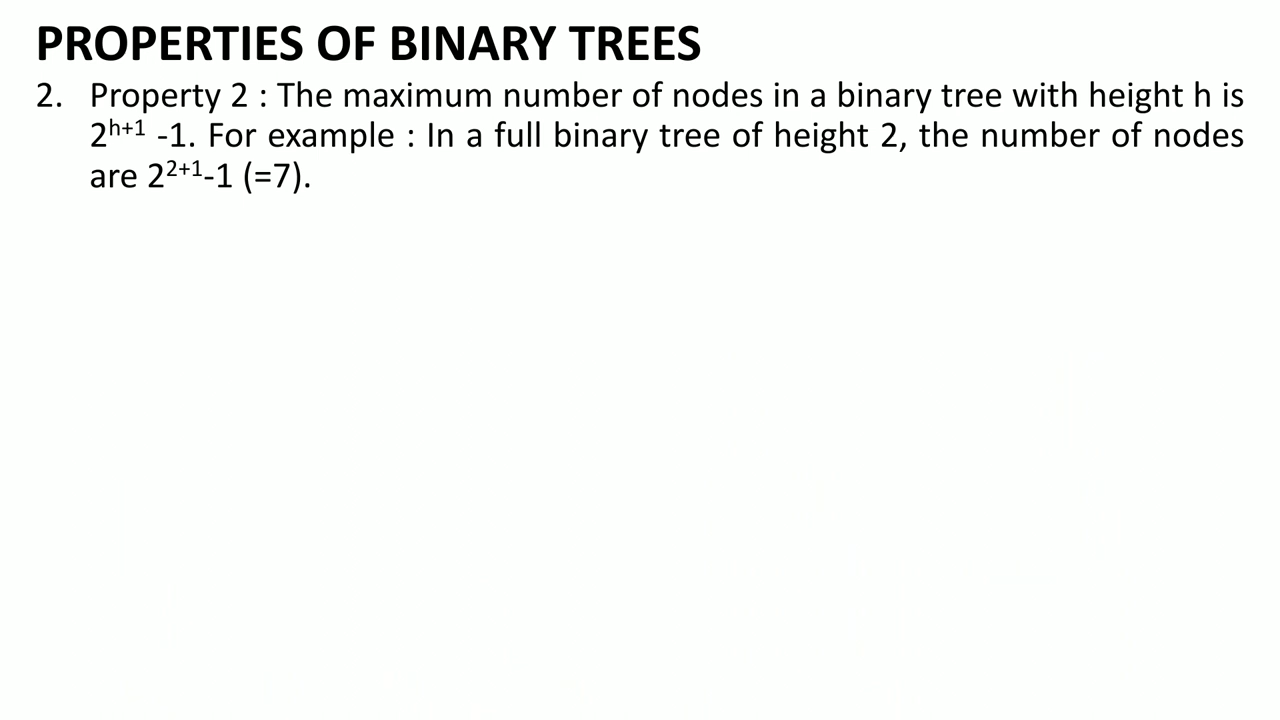 PROPERTIES OF BINARY TREES
2. Property 2 : The maximum number of nodes in a binary tree with height h is
2ʰ⁺¹ -1. For example : In a full binary tree of height 2, the number of nodes
are 2²⁺¹-1 (=7).